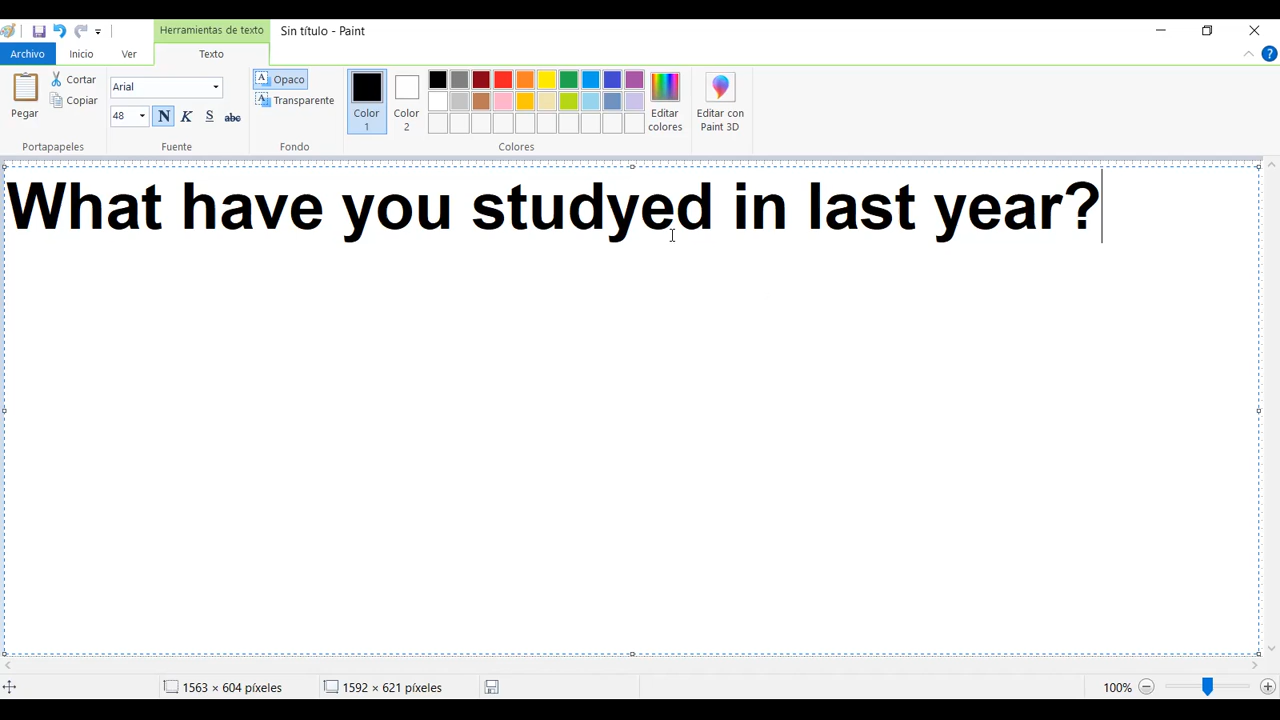 Herramientas de texto
Sin título - Paint
Archivo
Inicio
Ver
Texto
Pegar
Cortar
Copiar
Portapapeles
Arial
48
N K S abc
Fuente
Opaco
Transparente
Fondo
Color 1
Color 2
Editar colores
Colores
Editar con Paint 3D
What have you studyed in last year?
1563 × 604 píxeles
1592 × 621 píxeles
100%